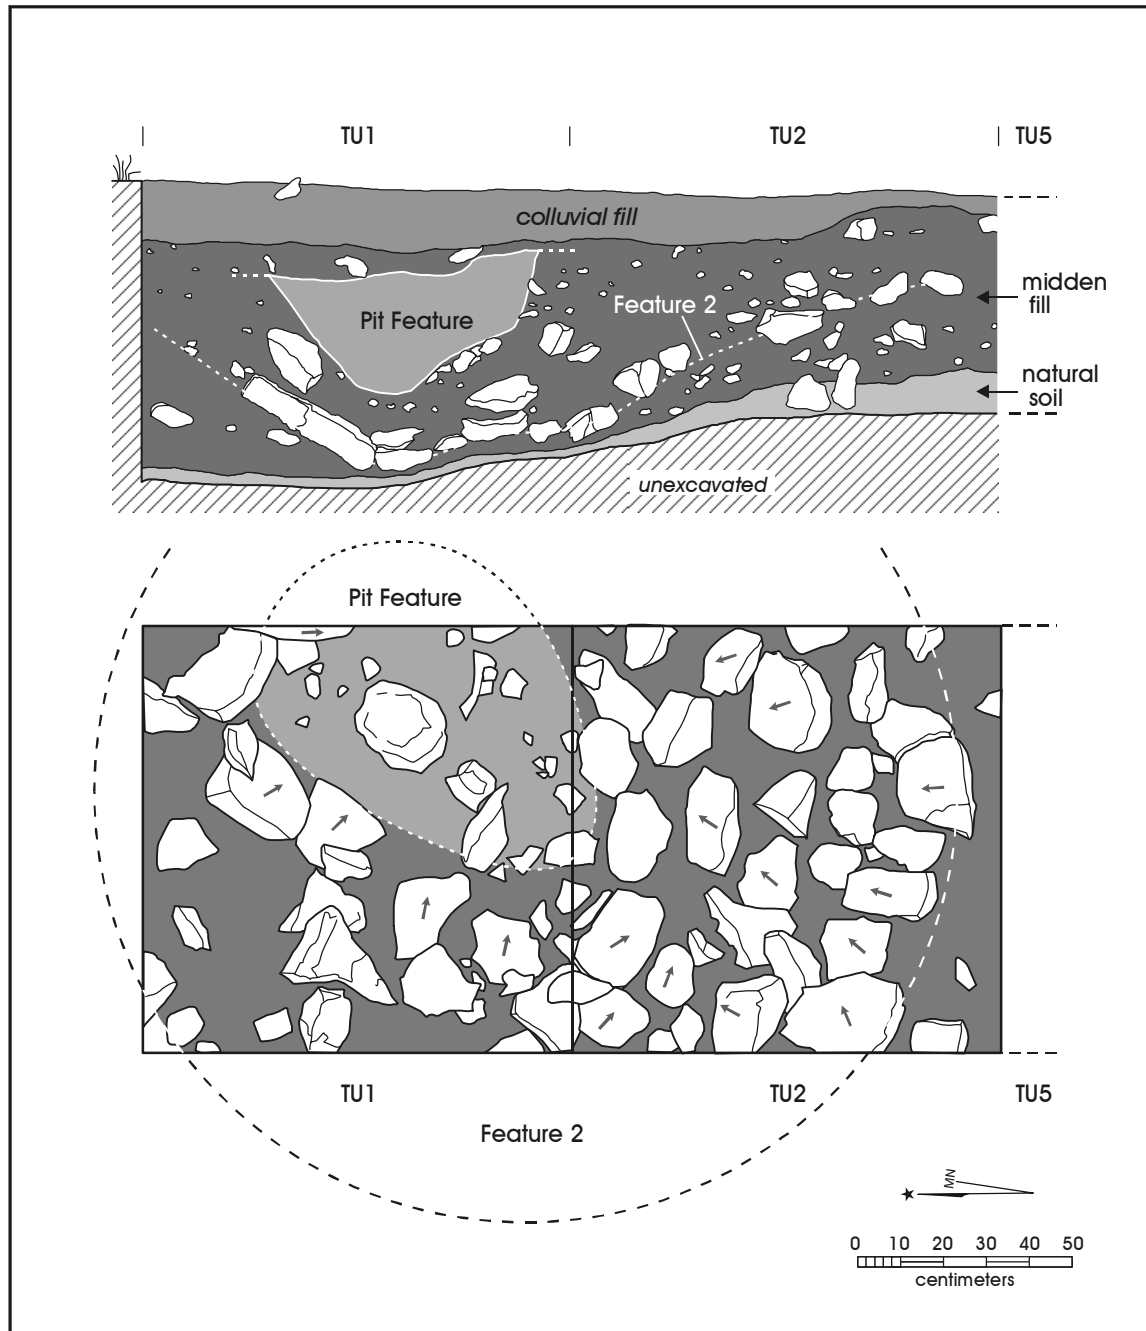 TU1 TU2 TU5
colluvial fill
Pit Feature
Feature 2
midden
fill
natural
soil
unexcavated
Pit Feature
TU1 TU2 TU5
Feature 2
MN
0 10 20 30 40 50
centimeters